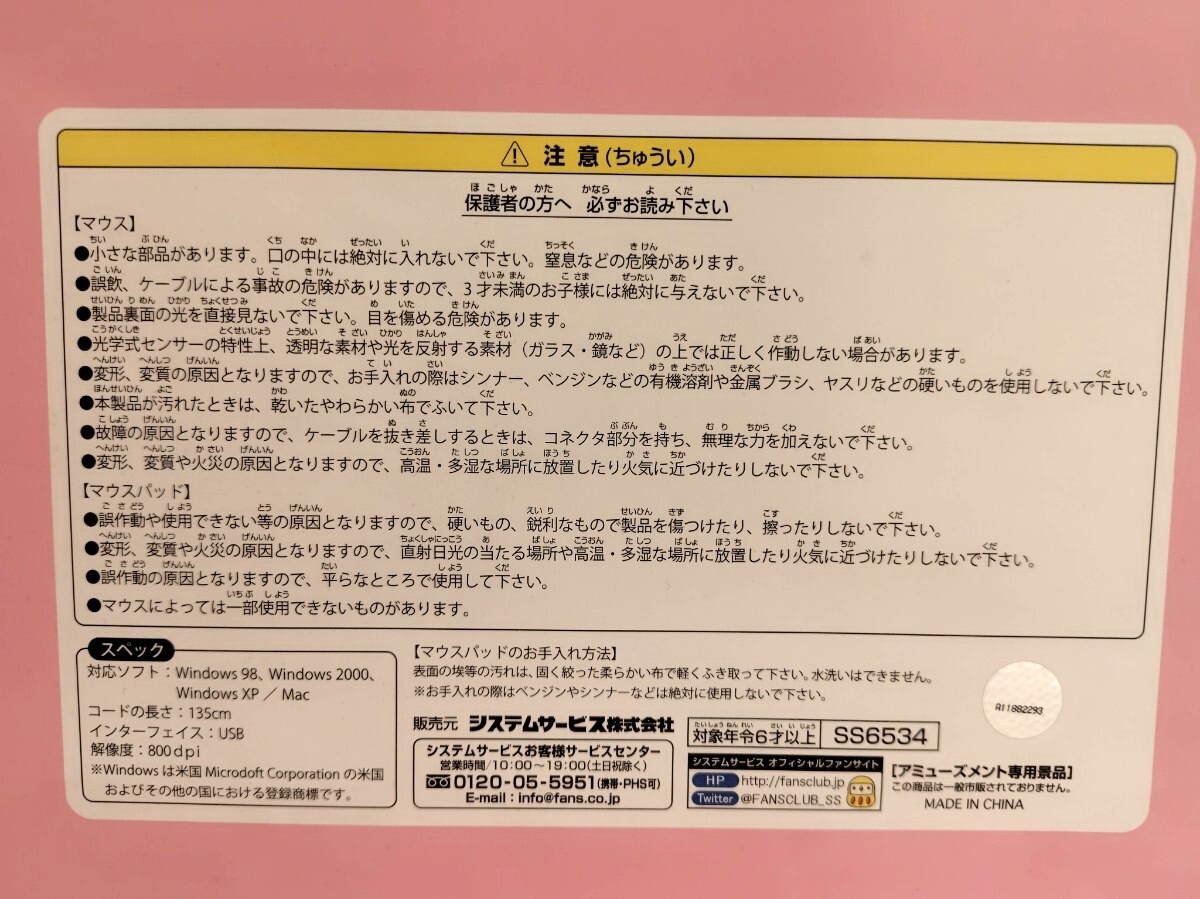 ⚠ 注意(ちゅうい)
保護者の方へ 必ずお読み下さい
【マウス】
●小さな部品があります。口の中には絶対に入れないで下さい。窒息などの危険があります。
●誤飲、ケーブルによる事故の危険がありますので、3才未満のお子様には絶対に与えないで下さい。
●製品裏面の光を直接見ないで下さい。目を傷める危険があります。
●光学式センサーの特性上、透明な素材や光を反射する素材(ガラス・鏡など)の上では正しく作動しない場合があります。
●変形、変質の原因となりますので、お手入れの際はシンナー、ベンジンなどの有機溶剤や金属ブラシ、ヤスリなどの硬いものを使用しないで下さい。
●本製品が汚れたときは、乾いたやわらかい布でふいて下さい。
●故障の原因となりますので、ケーブルを抜き差しするときは、コネクタ部分を持ち、無理な力を加えないで下さい。
●変形、変質や火災の原因となりますので、高温・多湿な場所に放置したり火気に近づけたりしないで下さい。
【マウスパッド】
●誤作動や使用できない等の原因となりますので、硬いもの、鋭利なもので製品を傷つけたり、擦ったりしないで下さい。
●変形、変質や火災の原因となりますので、直射日光の当たる場所や高温・多湿な場所に放置したり火気に近づけたりしないで下さい。
●誤作動の原因となりますので、平らなところで使用して下さい。
●マウスによっては一部使用できないものがあります。
スペック
対応ソフト：Windows 98、Windows 2000、
Windows XP / Mac
コードの長さ：135cm
インターフェイス：USB
解像度：800dpi
※Windowsは米国 Microdoft Corporation の米国
およびその他の国における登録商標です。
【マウスパッドのお手入れ方法】
表面の埃等の汚れは、固く絞った柔らかい布で軽くふき取って下さい。水洗いはできません。
※お手入れの際はベンジンやシンナーなどは絶対に使用しないで下さい。
販売元 システムサービス株式会社
システムサービスお客様サービスセンター
営業時間/10:00〜19:00(土日祝除く)
0120-05-5951(携帯・PHS可)
E-mail：info@fans.co.jp
対象年令6才以上 SS6534
システムサービス オフィシャルファンサイト
HP http://fansclub.jp
Twitter @FANSCLUB_SS
A11882293
【アミューズメント専用景品】
この商品は一般市販されておりません。
MADE IN CHINA